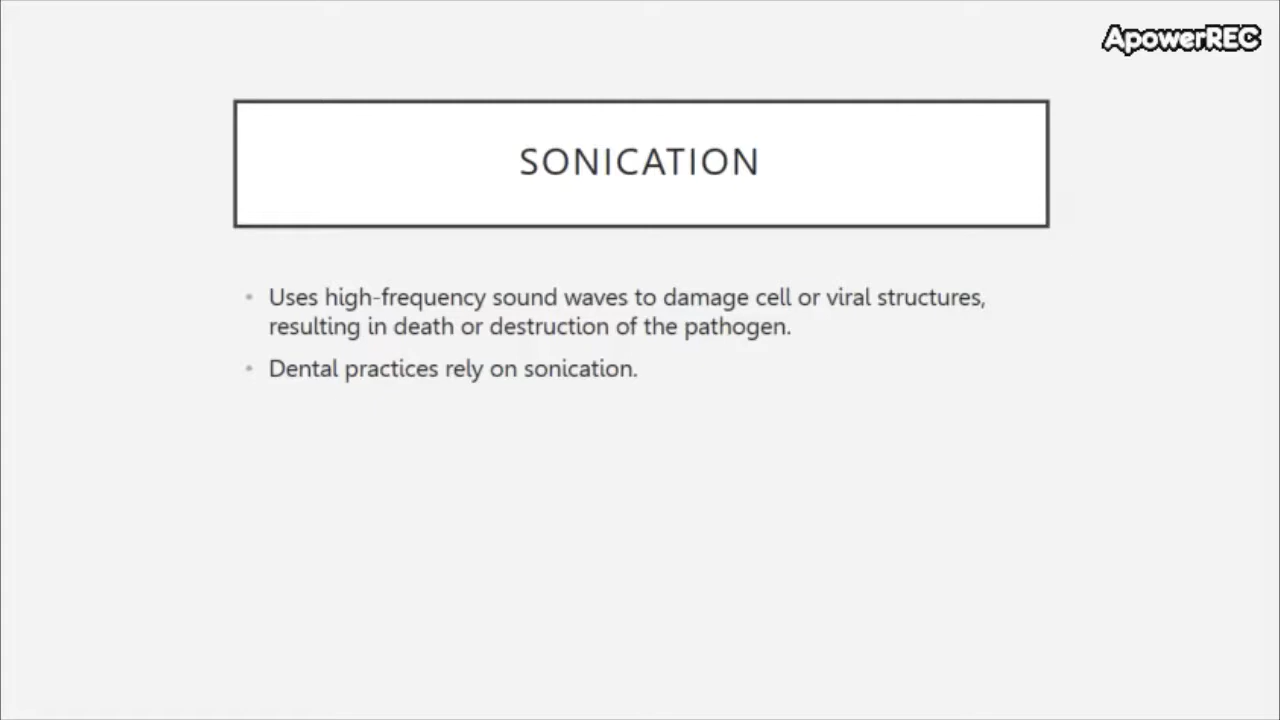 ApowerREC
SONICATION
• Uses high-frequency sound waves to damage cell or viral structures,
resulting in death or destruction of the pathogen.
• Dental practices rely on sonication.